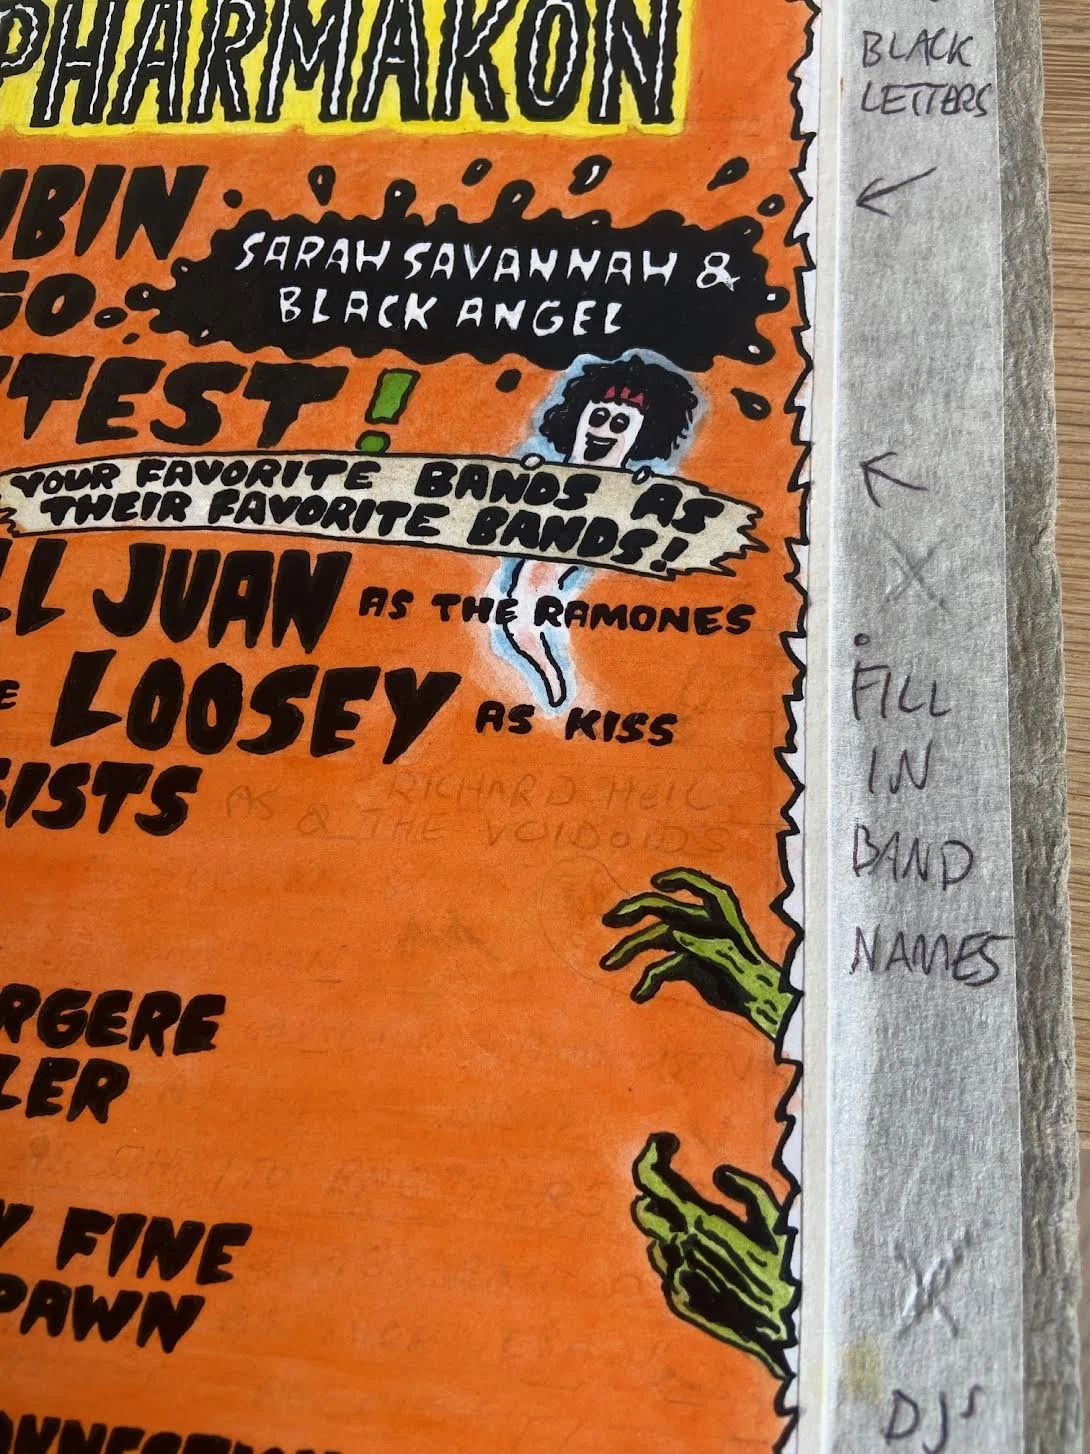 PHARMAKON
BIN
GO
SARAH SAVANNAH &
BLACK ANGEL
TEST!
YOUR FAVORITE BANDS AS
THEIR FAVORITE BANDS!
LL JUAN AS THE RAMONES
E LOOSEY AS KISS
SISTS
RICHARD HELL
AS & THE VOIDOIDS
RGERE
LER
Y FINE
PAWN
BLACK
LETTERS
FILL
IN
BAND
NAMES
DJ'S